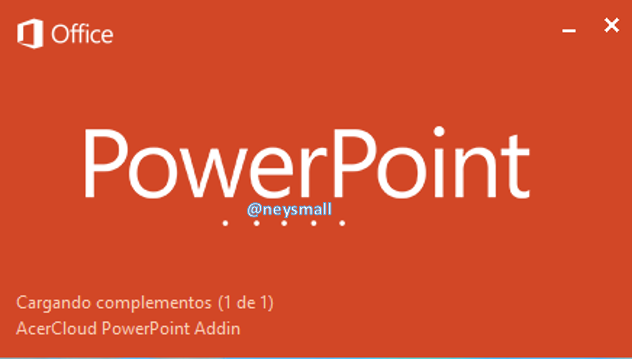 Office
PowerPoint
@neysmall
Cargando complementos (1 de 1)
AcerCloud PowerPoint Addin